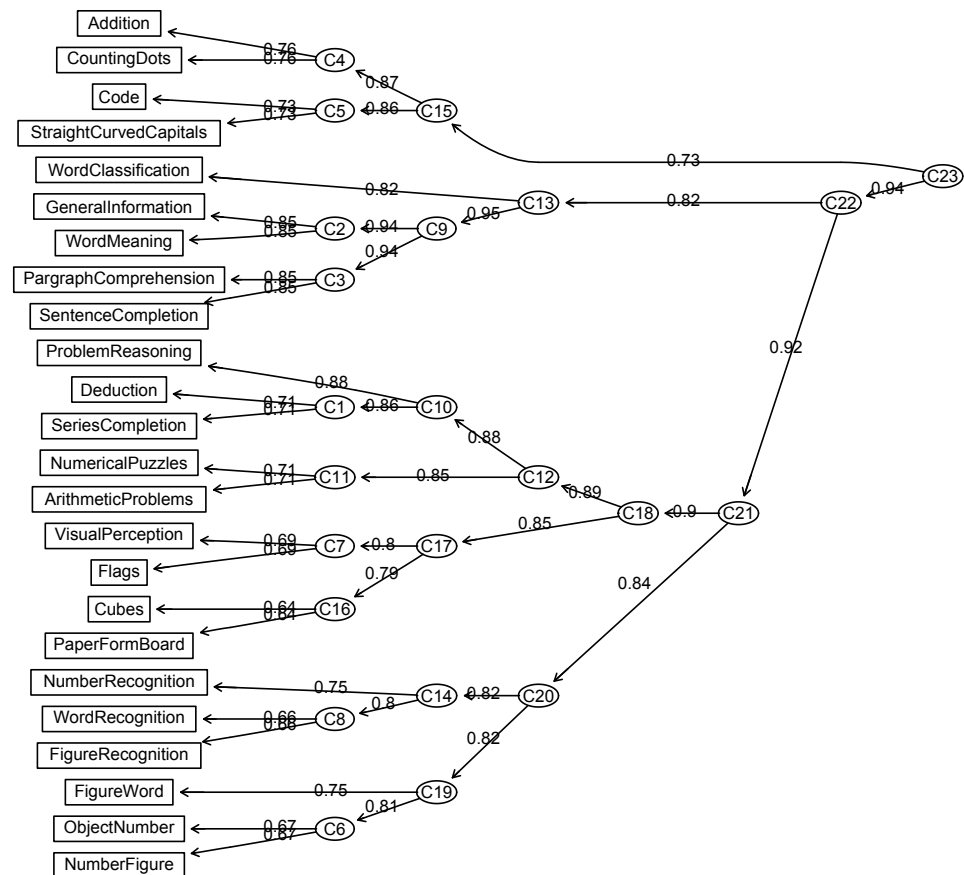 Addition
0.76
CountingDots
0.76
C4
0.87
Code
0.73
C5
0.86
C15
StraightCurvedCapitals
0.73
0.73
WordClassification
0.82
C23
0.94
GeneralInformation
0.85
C13
0.82
C22
0.95
WordMeaning
0.85
C2
0.94
C9
0.94
PargraphComprehension
0.85
C3
SentenceCompletion
0.85
ProblemReasoning
0.92
0.88
Deduction
0.71
C1
0.86
C10
SeriesCompletion
0.71
0.88
NumericalPuzzles
0.71
C11
0.85
C12
ArithmeticProblems
0.71
0.89
C18
0.9
C21
VisualPerception
0.69
0.85
C7
0.8
C17
Flags
0.69
0.79
0.84
Cubes
0.64
C16
PaperFormBoard
0.64
NumberRecognition
0.75
C14
0.82
C20
0.8
WordRecognition
0.66
C8
FigureRecognition
0.66
0.82
FigureWord
0.75
C19
0.81
ObjectNumber
0.67
C6
NumberFigure
0.67